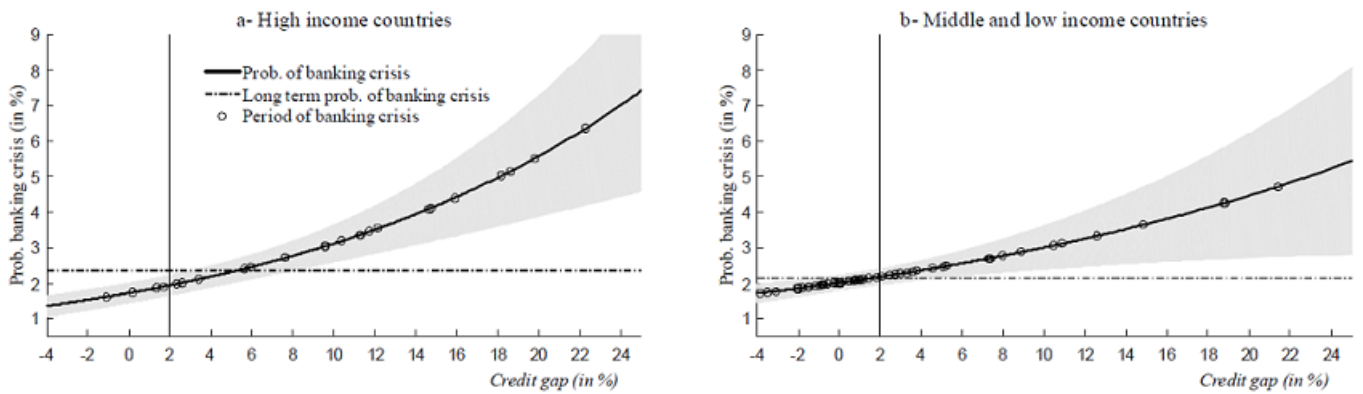 a- High income countries
Prob. banking crisis (in %)
9
8
7
6
5
4
3
2
1
Prob. of banking crisis
Long term prob. of banking crisis
Period of banking crisis
-4 -2 0 2 4 6 8 10 12 14 16 18 20 22 24
Credit gap (in %)
b- Middle and low income countries
Prob. banking crisis (in %)
9
8
7
6
5
4
3
2
1
-4 -2 0 2 4 6 8 10 12 14 16 18 20 22 24
Credit gap (in %)